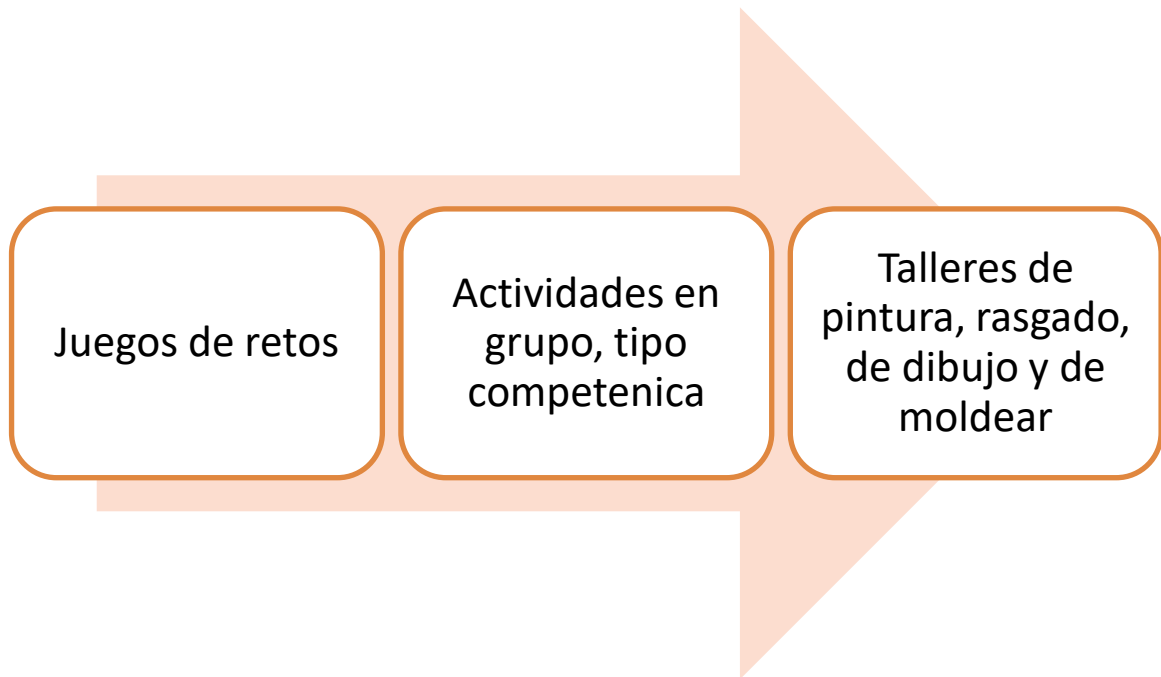 Juegos de retos
Actividades en
grupo, tipo
competenica
Talleres de
pintura, rasgado,
de dibujo y de
moldear